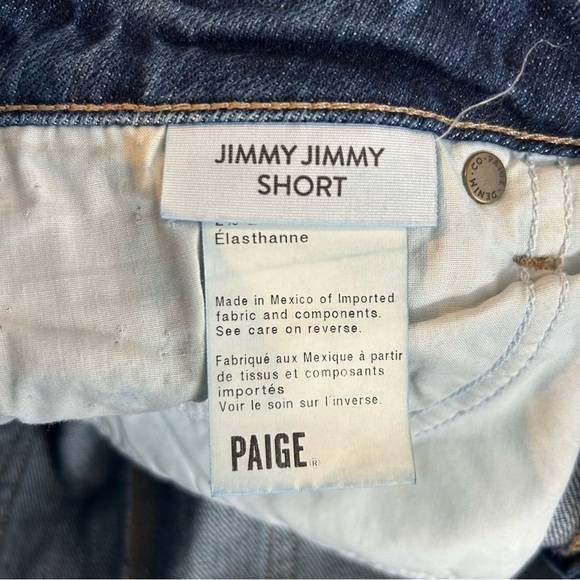 JIMMY JIMMY
SHORT
Élasthanne
Made in Mexico of Imported
fabric and components.
See care on reverse.
Fabriqué aux Mexique à partir
de tissus et composants
importés
Voir le soin sur l'inverse.
PAIGE®
DENIM